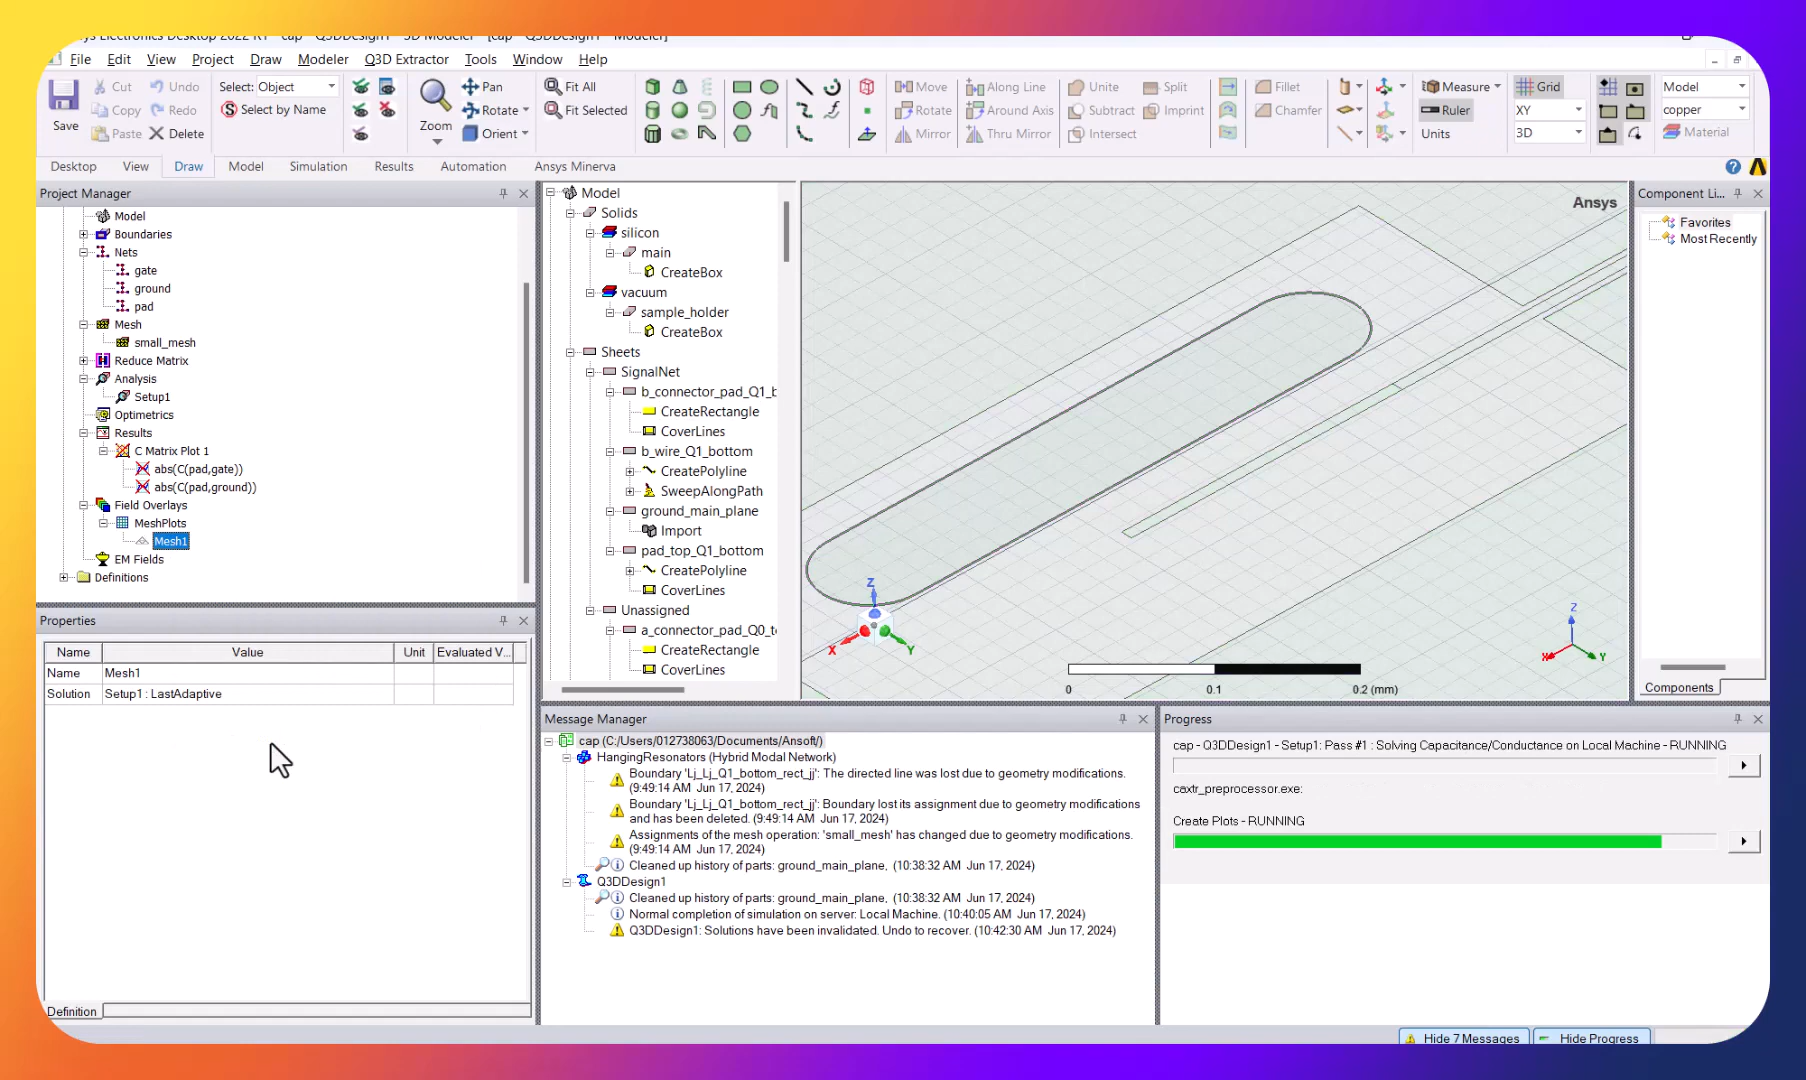 File Edit View Project Draw Modeler Q3D Extractor Tools Window Help
Save
Cut
Copy
Paste
Undo
Redo
Delete
Select: Object
Select by Name
Zoom
Pan
Rotate
Orient
Fit All
Fit Selected
Move
Rotate
Mirror
Along Line
Around Axis
Thru Mirror
Unite
Subtract
Intersect
Split
Imprint
Fillet
Chamfer
Measure
Ruler
Units
Grid
XY
3D
Model
copper
Material
Desktop View Draw Model Simulation Results Automation Ansys Minerva
Project Manager
Model
Boundaries
Nets
gate
ground
pad
Mesh
small_mesh
Reduce Matrix
Analysis
Setup1
Optimetrics
Results
C Matrix Plot 1
abs(C(pad,gate))
abs(C(pad,ground))
Field Overlays
MeshPlots
Mesh1
EM Fields
Definitions
Properties
Name Value Unit Evaluated V...
Name Mesh1
Solution Setup1 : LastAdaptive
Definition
Model
Solids
silicon
main
CreateBox
vacuum
sample_holder
CreateBox
Sheets
SignalNet
b_connector_pad_Q1_b
CreateRectangle
CoverLines
b_wire_Q1_bottom
CreatePolyline
SweepAlongPath
ground_main_plane
Import
pad_top_Q1_bottom
CreatePolyline
CoverLines
Unassigned
a_connector_pad_Q0_t
CreateRectangle
CoverLines
Ansys
Z
X
Y
Z
X
Y
0 0.1 0.2 (mm)
Component Li...
Favorites
Most Recently
Components
Message Manager
cap (C:/Users/012738063/Documents/Ansoft/)
HangingResonators (Hybrid Modal Network)
Boundary 'Lj_Lj_Q1_bottom_rect_jj': The directed line was lost due to geometry modifications.
(9:49:14 AM Jun 17, 2024)
Boundary 'Lj_Lj_Q1_bottom_rect_jj': Boundary lost its assignment due to geometry modifications
and has been deleted. (9:49:14 AM Jun 17, 2024)
Assignments of the mesh operation: 'small_mesh' has changed due to geometry modifications.
(9:49:14 AM Jun 17, 2024)
Cleaned up history of parts: ground_main_plane, (10:38:32 AM Jun 17, 2024)
Q3DDesign1
Cleaned up history of parts: ground_main_plane, (10:38:32 AM Jun 17, 2024)
Normal completion of simulation on server: Local Machine. (10:40:05 AM Jun 17, 2024)
Q3DDesign1: Solutions have been invalidated. Undo to recover. (10:42:30 AM Jun 17, 2024)
Progress
cap - Q3DDesign1 - Setup1: Pass #1 : Solving Capacitance/Conductance on Local Machine - RUNNING
caxtr_preprocessor.exe:
Create Plots - RUNNING
Hide 7 Messages
Hide Progress